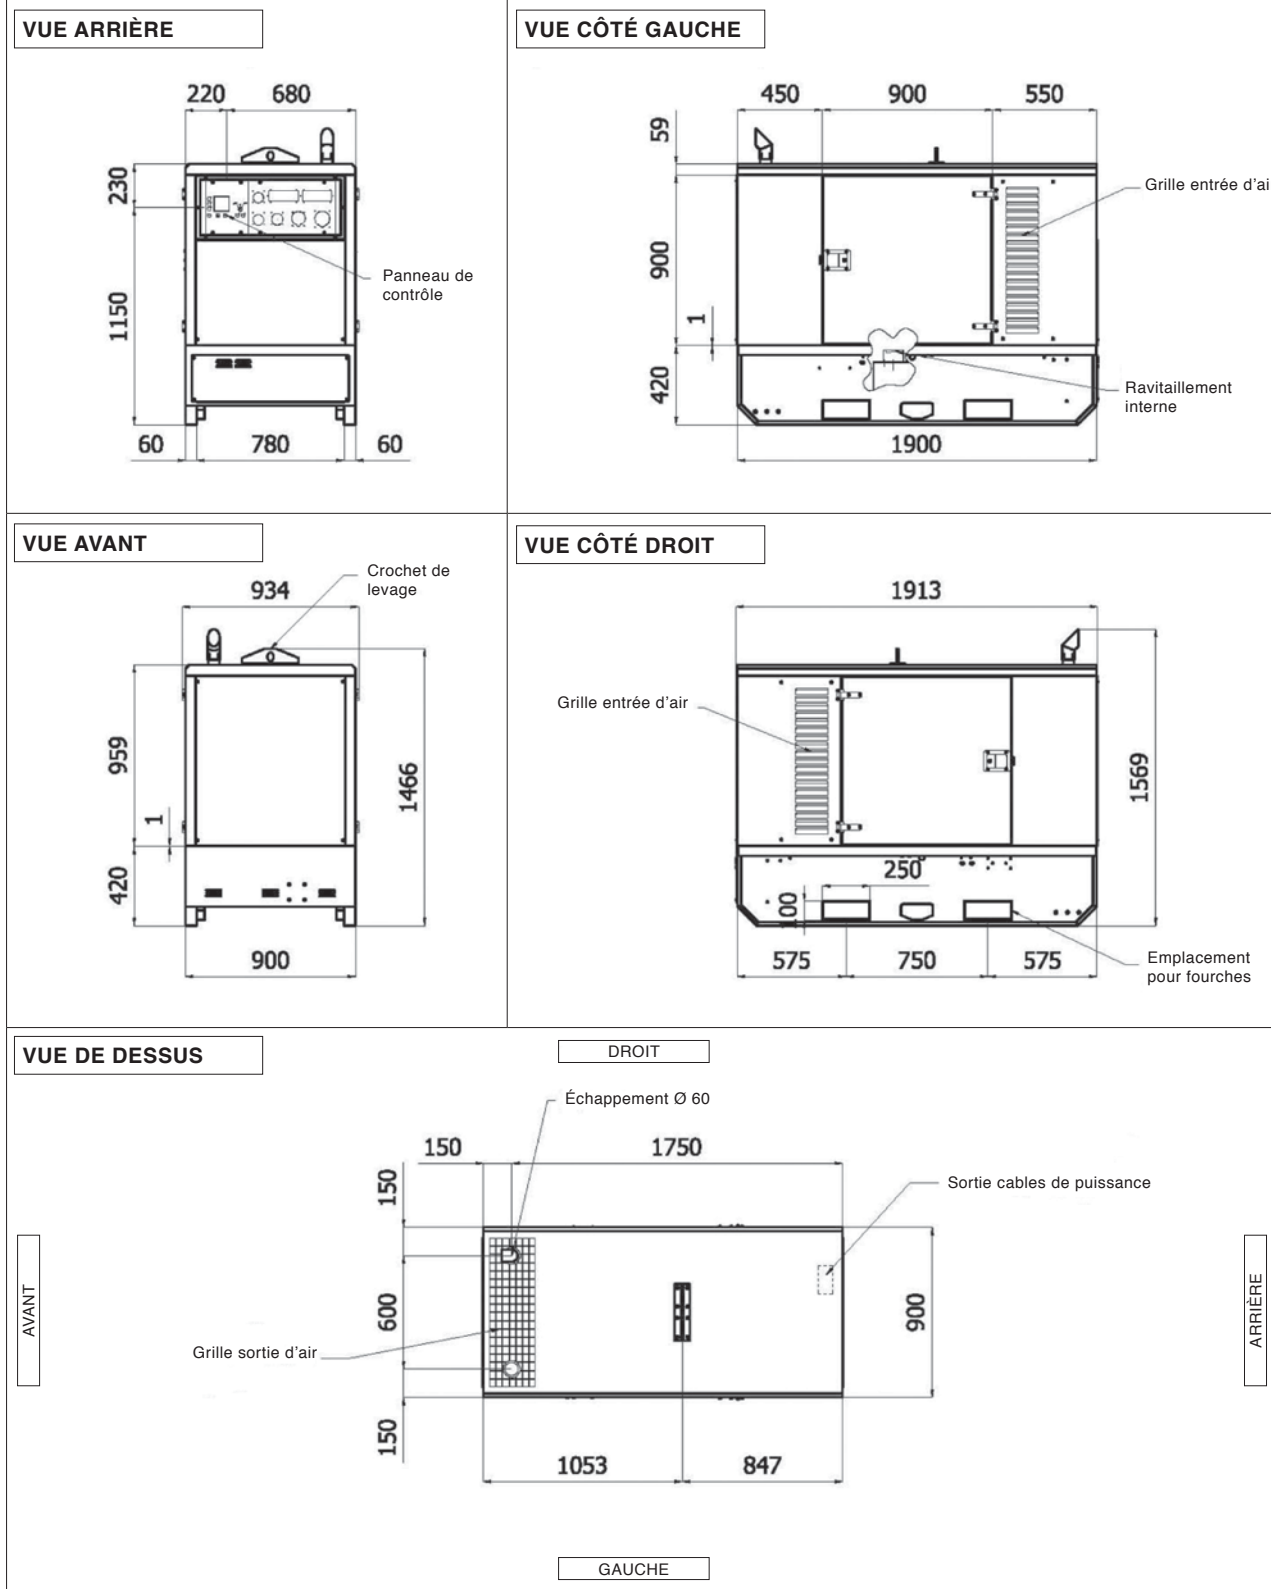 VUE ARRIÈRE
220
680
230
1150
Panneau de
contrôle
60
780
60
VUE CÔTÉ GAUCHE
450
900
550
59
900
1
420
Grille entrée d'ai
Ravitaillement
interne
1900
VUE AVANT
934
Crochet de
levage
959
1
420
1466
900
VUE CÔTÉ DROIT
1913
Grille entrée d'air
1569
250
100
575
750
575
Emplacement
pour fourches
VUE DE DESSUS
DROIT
Échappement Ø 60
150
1750
150
Sortie cables de puissance
AVANT
600
900
ARRIÈRE
Grille sortie d'air
150
1053
847
GAUCHE